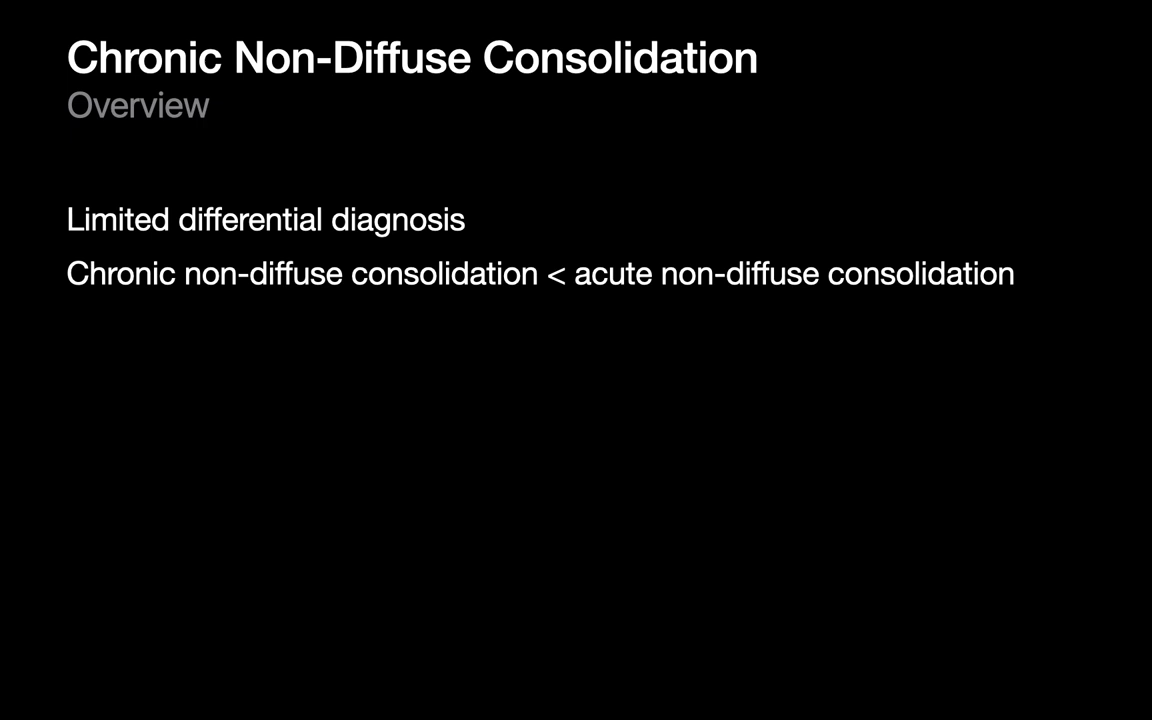 Chronic Non-Diffuse Consolidation
Overview
Limited differential diagnosis
Chronic non-diffuse consolidation < acute non-diffuse consolidation